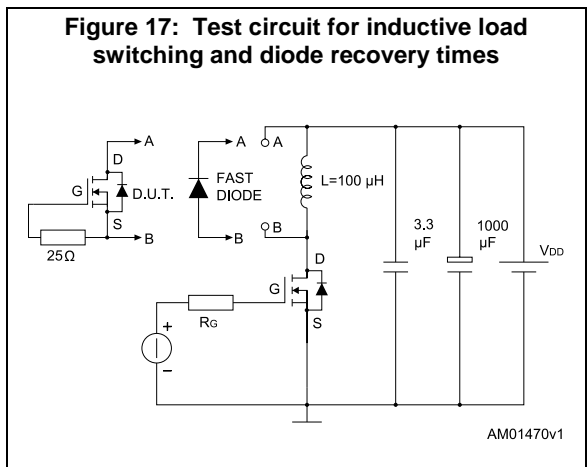 Figure 17: Test circuit for inductive load
switching and diode recovery times
A
D
G
D.U.T.
S
B
25Ω
A
FAST
DIODE
B
A
L=100 µH
B
D
G
S
RG
+
−
3.3
µF
1000
µF
VDD
AM01470v1